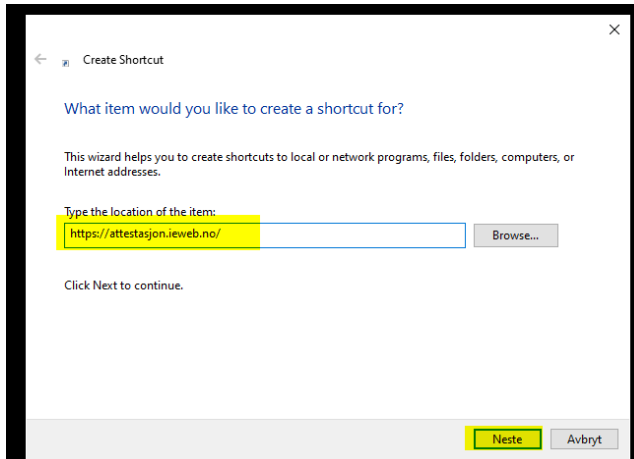 Create Shortcut
What item would you like to create a shortcut for?
This wizard helps you to create shortcuts to local or network programs, files, folders, computers, or
Internet addresses.
Type the location of the item:
https://attestasjon.ieweb.no/
Browse...
Click Next to continue.
Neste
Avbryt